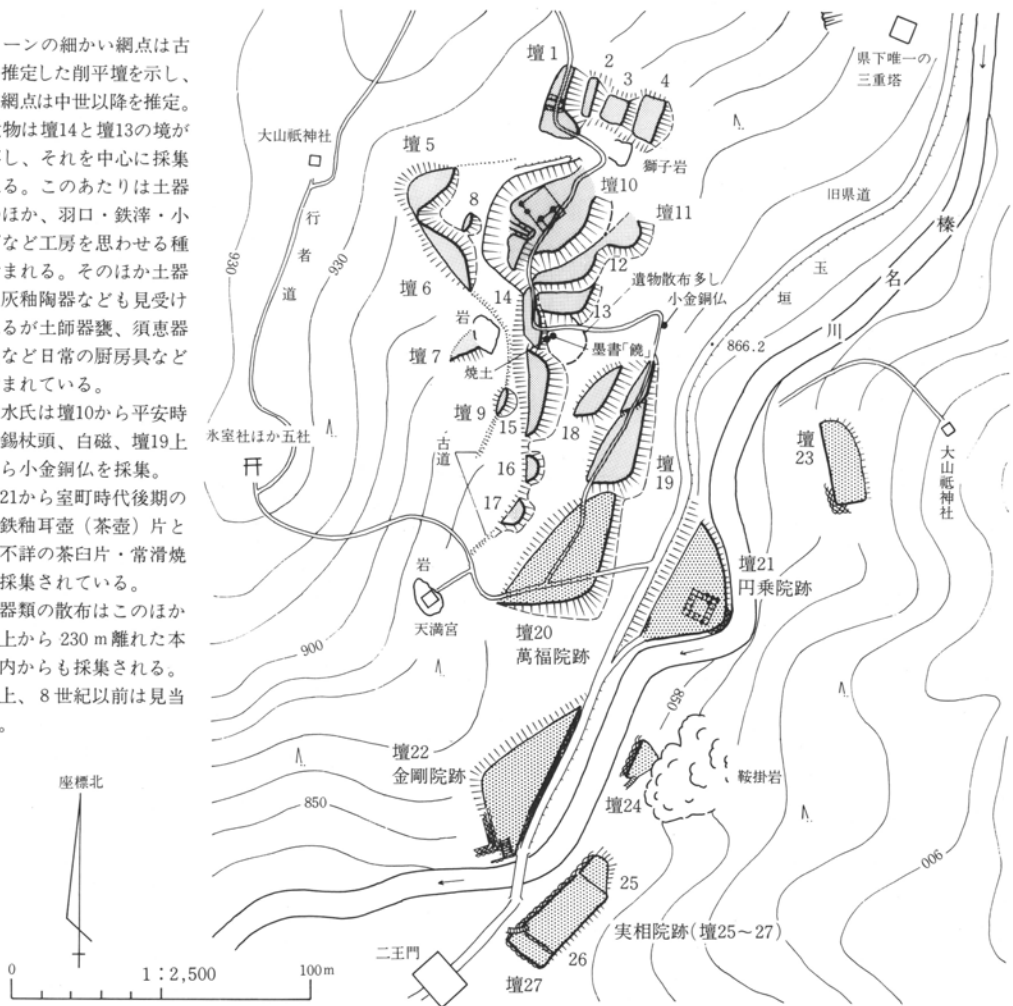 ーンの細かい網点は古
推定した削平壇を示し、
網点は中世以降を推定。
物は壇14と壇13の境が
し、それを中心に採集
る。このあたりは土器
ほか、羽口・鉄滓・小
など工房を思わせる種
まれる。そのほか土器
灰釉陶器なども見受け
るが土師器甕、須恵器
など日常の厨房具など
まれている。
水氏は壇10から平安時
錫杖頭、白磁、壇19上
ら小金銅仏を採集。
21から室町時代後期の
鉄釉耳壺（茶壺）片と
不詳の茶臼片・常滑焼
採集されている。
器類の散布はこのほか
上から230m離れた本
内からも採集される。
上、8世紀以前は見当
。
座標北
0 1:2,500 100m
県下唯一の
三重塔
壇1
2
3
4
獅子岩
大山祇神社
行者道
930
930
壇5
8
壇10
壇11
12
13
14
壇6
岩
壇7
焼土
遺物散布多し
小金銅仏
墨書「饒」
旧県道
玉垣
榛名川
866.2
壇9
古道
15
16
17
18
壇19
氷室社ほか五社
岩
天満宮
壇20
萬福院跡
壇21
円乗院跡
壇23
大山祇神社
900
850
壇22
金剛院跡
850
壇24
鞍掛岩
900
25
26
壇27
実相院跡(壇25～27)
二王門